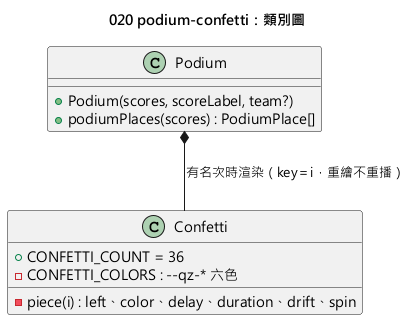 020 podium-confetti：類別圖
C Podium
Podium(scores, scoreLabel, team?)
podiumPlaces(scores) : PodiumPlace[]
有名次時渲染（key=i，重繪不重播）
C Confetti
CONFETTI_COUNT = 36
CONFETTI_COLORS : --qz-* 六色
piece(i) : left、color、delay、duration、drift、spin